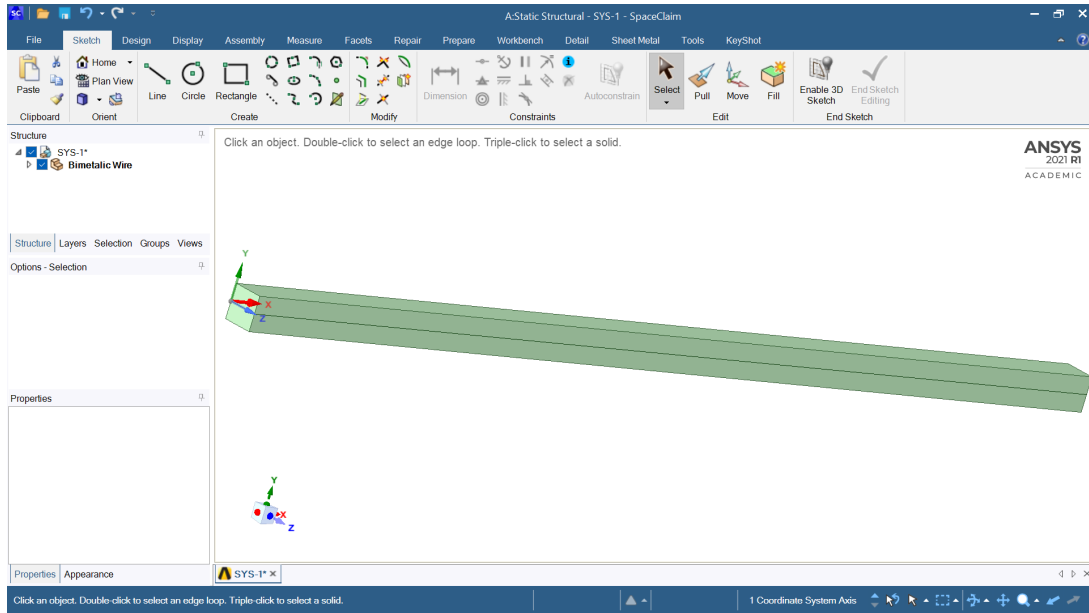 A:Static Structural - SYS-1 - SpaceClaim
File Sketch Design Display Assembly Measure Facets Repair Prepare Workbench Detail Sheet Metal Tools KeyShot
Paste
Home
Plan View
Line
Circle
Rectangle
Dimension
Autoconstrain
Select
Pull
Move
Fill
Enable 3D Sketch
End Sketch Editing
Clipboard Orient Create Modify Constraints Edit End Sketch
Structure
SYS-1*
Bimetalic Wire
Structure Layers Selection Groups Views
Options - Selection
Properties
Properties Appearance
Click an object. Double-click to select an edge loop. Triple-click to select a solid.
ANSYS
2021 R1
ACADEMIC
Y
X
Z
Y
X
Z
SYS-1*
Click an object. Double-click to select an edge loop. Triple-click to select a solid.
1 Coordinate System Axis